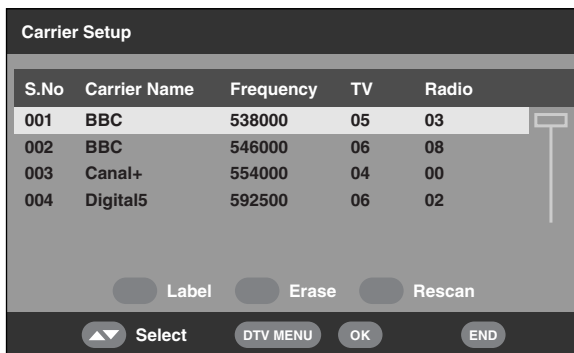 Carrier Setup
S.No Carrier Name Frequency TV Radio
001 BBC 538000 05 03
002 BBC 546000 06 08
003 Canal+ 554000 04 00
004 Digital5 592500 06 02
Label Erase Rescan
Select DTV MENU OK END